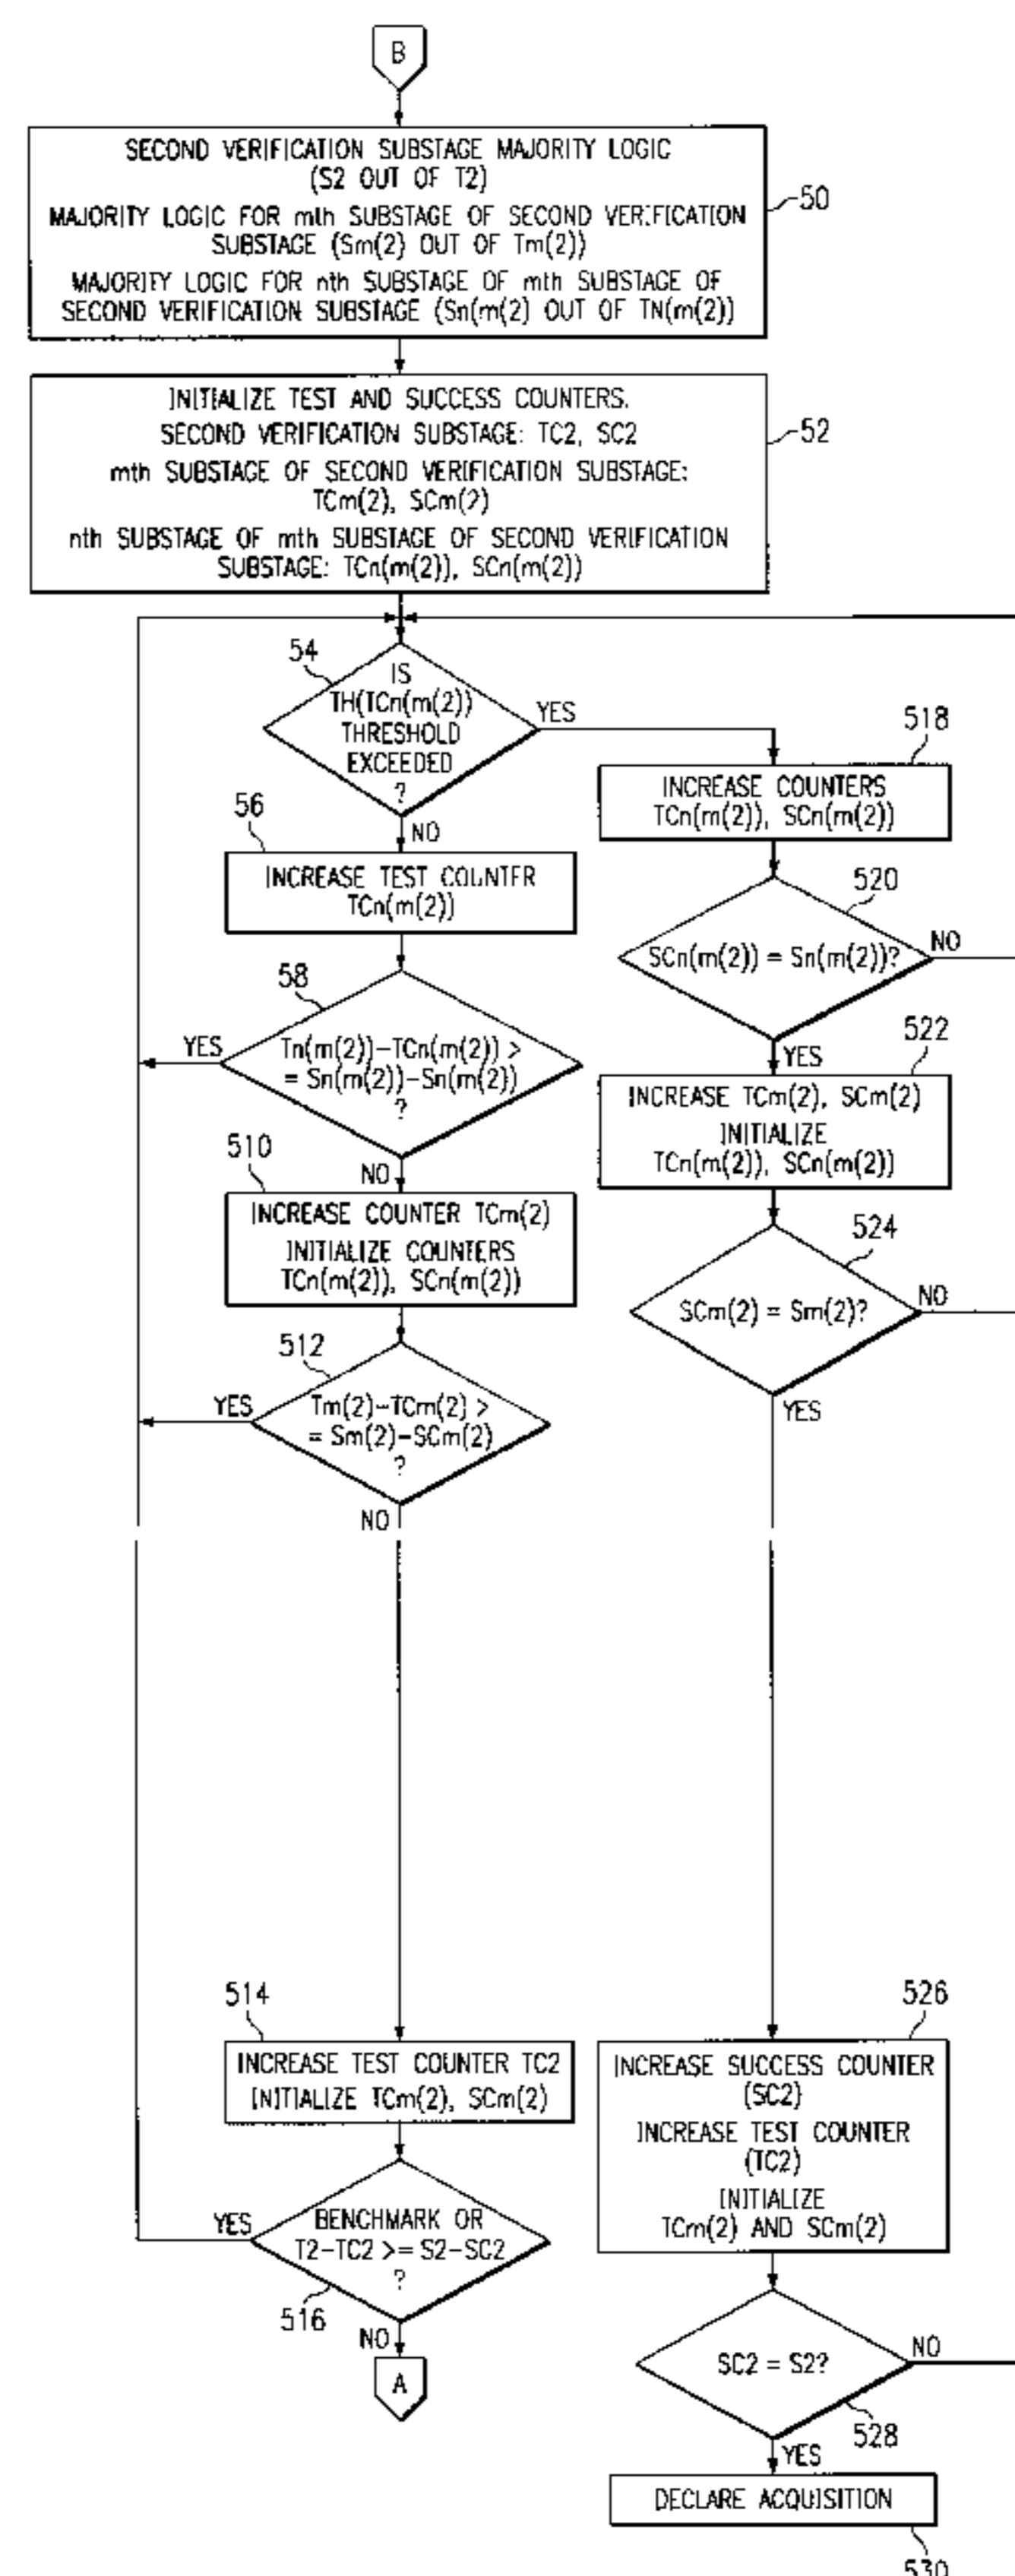 B
SECOND VERIFICATION SUBSTAGE MAJORITY LOGIC
(S2 OUT OF T2)
MAJORITY LOGIC FOR mth SUBSTAGE OF SECOND VERIFICATION
SUBSTAGE (Sm(2) OUT OF Tm(2))
MAJORITY LOGIC FOR nth SUBSTAGE OF mth SUBSTAGE OF
SECOND VERIFICATION SUBSTAGE (Sn(m(2) OUT OF TN(m(2))
50
INITIALIZE TEST AND SUCCESS COUNTERS.
SECOND VERIFICATION SUBSTAGE: TC2, SC2
mth SUBSTAGE OF SECOND VERIFICATION SUBSTAGE:
TCm(2), SCm(2)
nth SUBSTAGE OF mth SUBSTAGE OF SECOND VERIFICATION
SUBSTAGE: TCn(m(2)), SCn(m(2))
52
54
IS
TH(TCn(m(2))
THRESHOLD
EXCEEDED
?
YES
NO
518
INCREASE COUNTERS
TCn(m(2)), SCn(m(2))
56
INCREASE TEST COUNTER
TCn(m(2))
520
SCn(m(2)) = Sn(m(2))?
NO
YES
58
Tn(m(2))-TCn(m(2)) >
= Sn(m(2))-Sn(m(2))
?
YES
NO
522
INCREASE TCm(2), SCm(2)
INITIALIZE
TCn(m(2)), SCn(m(2))
510
INCREASE COUNTER TCm(2)
INITIALIZE COUNTERS
TCn(m(2)), SCn(m(2))
524
SCm(2) = Sm(2)?
NO
YES
512
Tm(2)-TCm(2) >
= Sm(2)-SCm(2)
?
YES
NO
514
INCREASE TEST COUNTER TC2
INITIALIZE TCm(2), SCm(2)
526
INCREASE SUCCESS COUNTER
(SC2)
INCREASE TEST COUNTER
(TC2)
INITIALIZE
TCm(2) AND SCm(2)
BENCHMARK OR
T2-TC2 >= S2-SC2
?
YES
516
NO
A
SC2 = S2?
NO
528
YES
DECLARE ACQUISITION
530